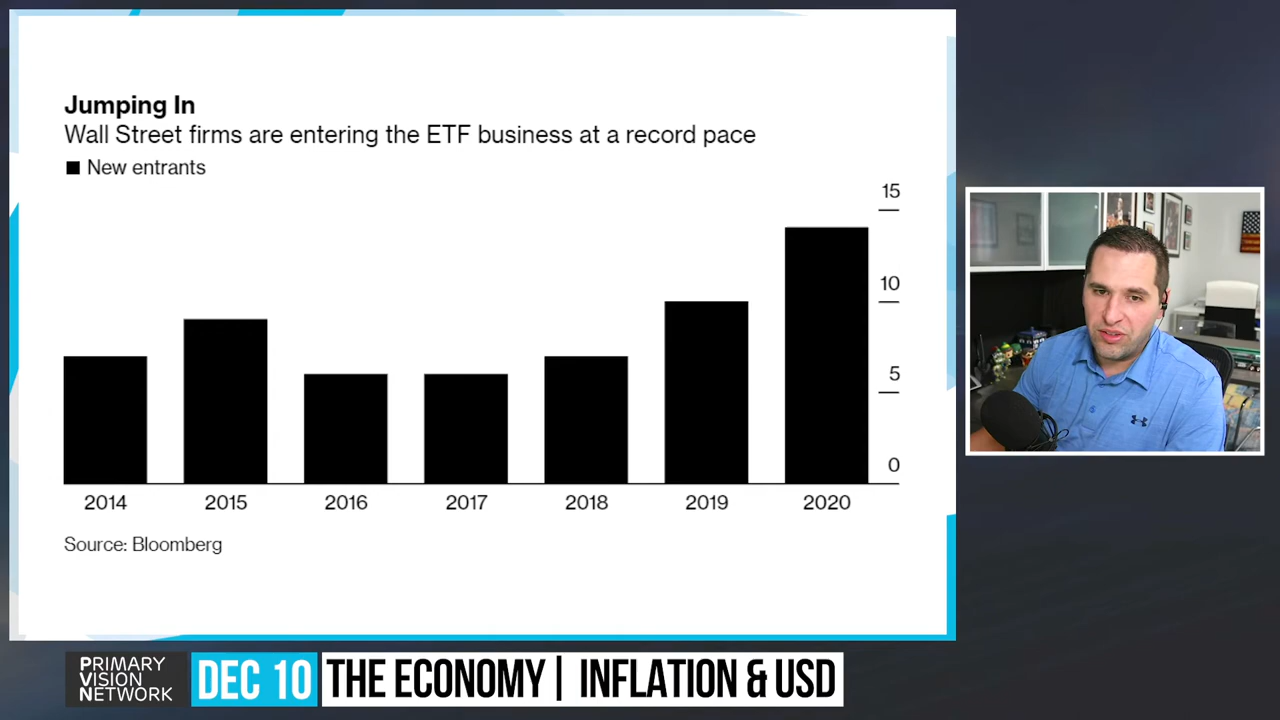 Jumping In
Wall Street firms are entering the ETF business at a record pace
New entrants
15
10
5
0
2014 2015 2016 2017 2018 2019 2020
Source: Bloomberg
PRIMARY
VISION
NETWORK
DEC 10
THE ECONOMY | INFLATION & USD